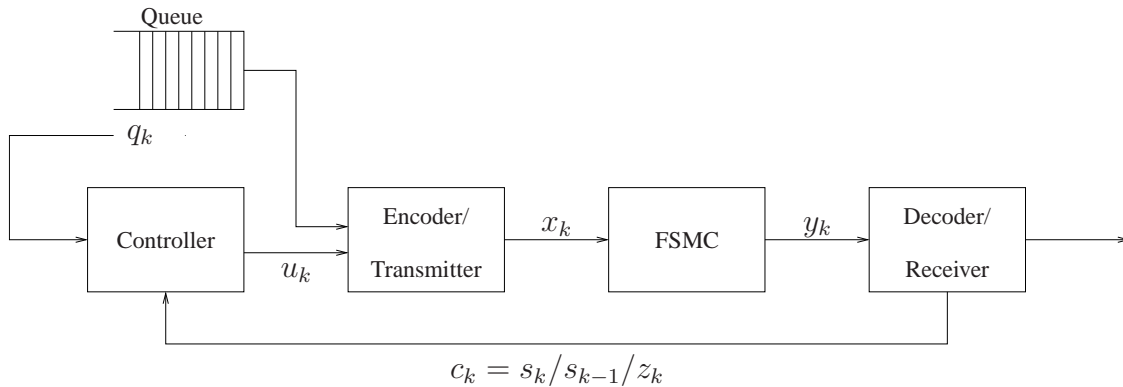 Queue
q_k
Controller
u_k
Encoder/
Transmitter
x_k
FSMC
y_k
Decoder/
Receiver
c_k = s_k/s_{k-1}/z_k